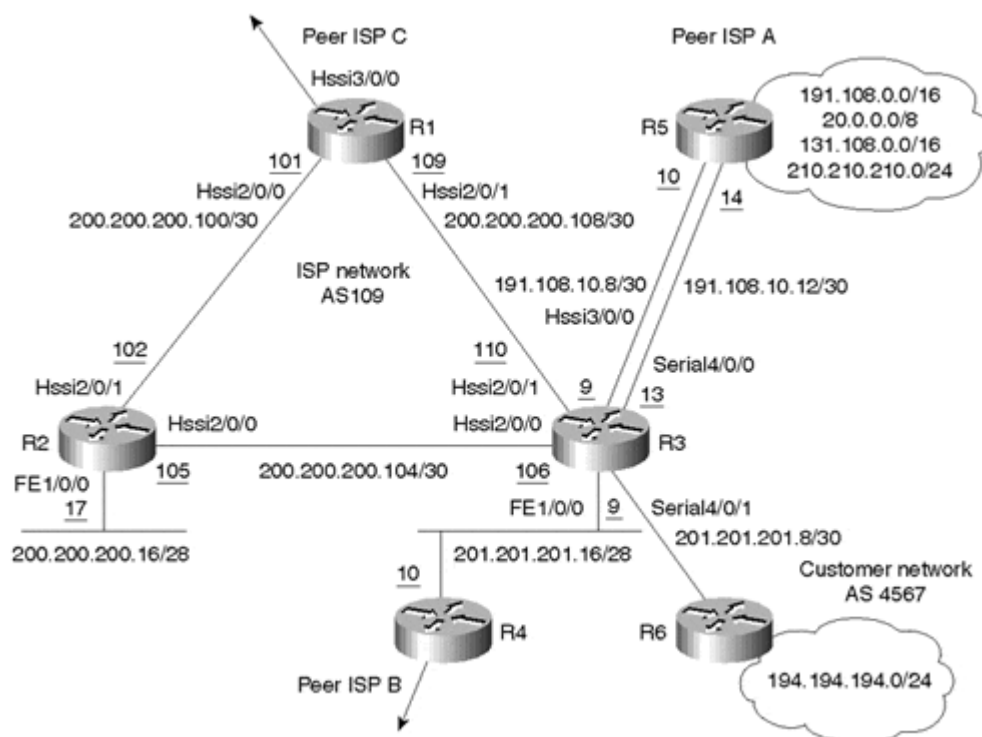 Peer ISP C
Peer ISP A
Hssi3/0/0
191.108.0.0/16
20.0.0.0/8
131.108.0.0/16
210.210.210.0/24
R1
R5
101
109
10
14
Hssi2/0/0
Hssi2/0/1
200.200.200.100/30
200.200.200.108/30
ISP network
AS109
191.108.10.8/30
191.108.10.12/30
Hssi3/0/0
102
110
Serial4/0/0
Hssi2/0/1
Hssi2/0/1
9
13
Hssi2/0/0
Hssi2/0/0
R2
R3
105
200.200.200.104/30
106
FE1/0/0
17
FE1/0/0
9
Serial4/0/1
200.200.200.16/28
201.201.201.16/28
201.201.201.8/30
10
Customer network
AS 4567
R4
R6
Peer ISP B
194.194.194.0/24